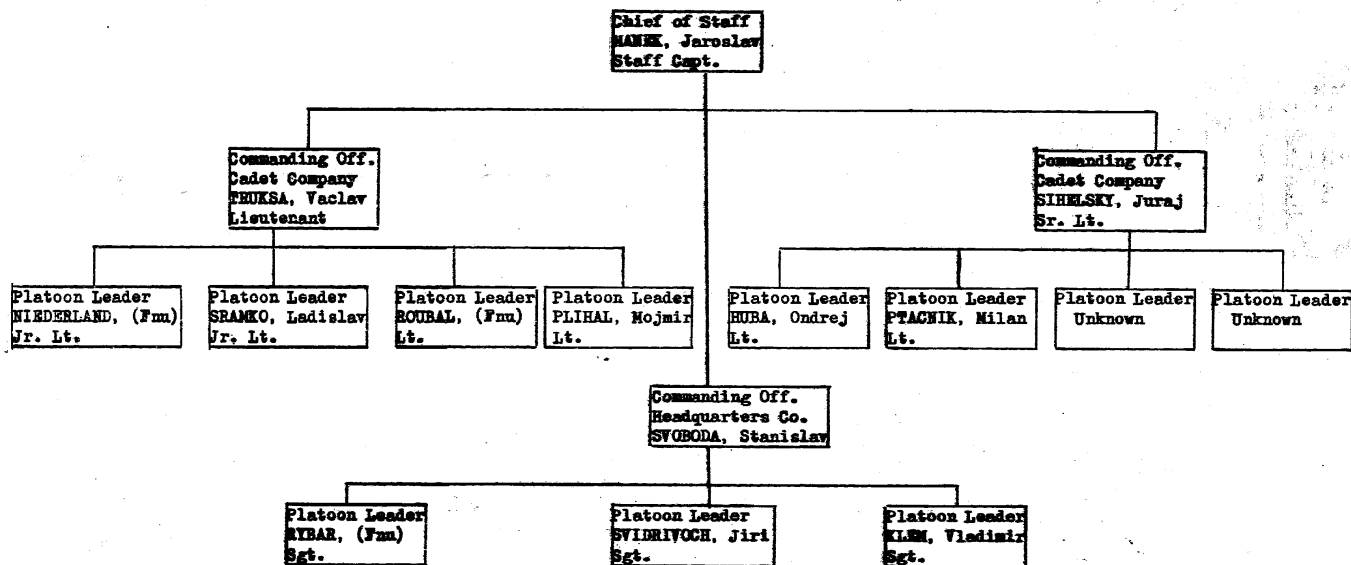 Chief of Staff
MANEK, Jaroslav
Staff Capt.
Commanding Off.
Cadet Company
TRUKSA, Vaclav
Lieutenant
Commanding Off.
Cadet Company
SIHELSKY, Juraj
Sr. Lt.
Platoon Leader
NIEDERLAND, (Fnu)
Jr. Lt.
Platoon Leader
SRAMKO, Ladislav
Jr. Lt.
Platoon Leader
ROUBAL, (Fnu)
Lt.
Platoon Leader
PLIHAL, Mojmir
Lt.
Platoon Leader
HUBA, Ondrej
Lt.
Platoon Leader
PTACNIK, Milan
Lt.
Platoon Leader
Unknown
Platoon Leader
Unknown
Commanding Off.
Headquarters Co.
SVOBODA, Stanislav
Platoon Leader
RYBAR, (Fnu)
Sgt.
Platoon Leader
SVIDRIVOCH, Jiri
Sgt.
Platoon Leader
KLEM, Vladimir
Sgt.